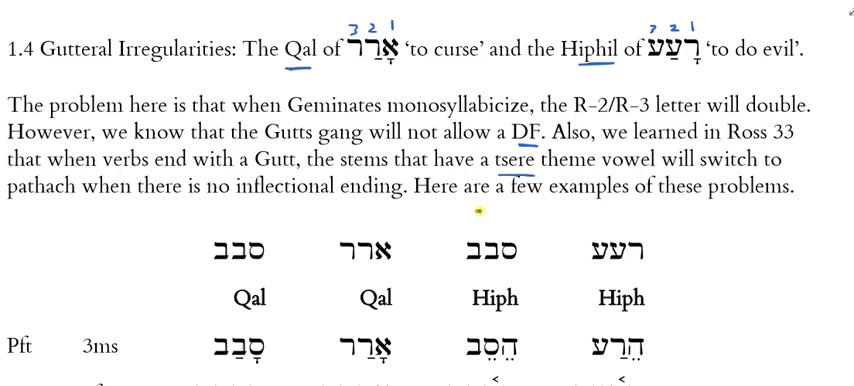 3 2 1 3 2 1
1.4 Gutteral Irregularities: The Qal of אָרַר ‘to curse’ and the Hiphil of רָעַע ‘to do evil’.
The problem here is that when Geminates monosyllabicize, the R-2/R-3 letter will double.
However, we know that the Gutts gang will not allow a DF. Also, we learned in Ross 33
that when verbs end with a Gutt, the stems that have a tsere theme vowel will switch to
pathach when there is no inflectional ending. Here are a few examples of these problems.
סבב ארר סבב רעע
Qal Qal Hiph Hiph
Pft 3ms סָבַב אָרַר הֵסֵב הֵרַע